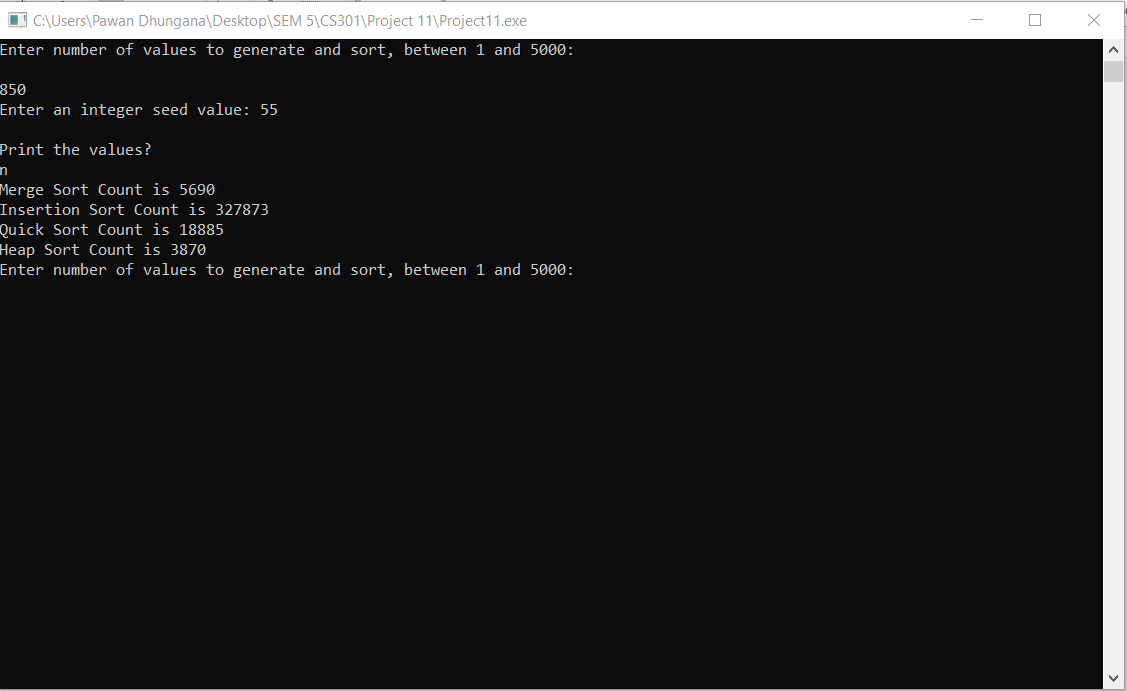 C:\Users\Pawan Dhungana\Desktop\SEM 5\CS301\Project 11\Project11.exe
Enter number of values to generate and sort, between 1 and 5000:
850
Enter an integer seed value: 55
Print the values?
n
Merge Sort Count is 5690
Insertion Sort Count is 327873
Quick Sort Count is 18885
Heap Sort Count is 3870
Enter number of values to generate and sort, between 1 and 5000: